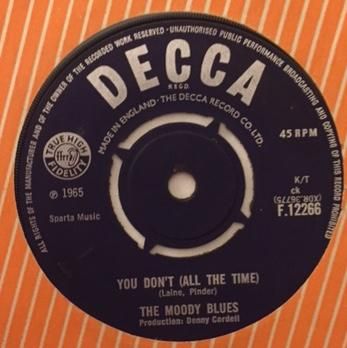 ALL RIGHTS OF THE MANUFACTURER AND OF THE OWNER OF THE RECORDED WORK RESERVED · UNAUTHORISED PUBLIC PERFORMANCE BROADCASTING AND COPYING OF THIS RECORD PROHIBITED
DECCA
REGD.
MADE IN ENGLAND · THE DECCA RECORD CO. LTD.
TRUE HIGH
ffrr
FIDELITY
45 RPM
℗ 1965
K/T
ck
(XDR.36775)
Sparta Music
F.12266
YOU DON'T (ALL THE TIME)
(Laine, Pinder)
THE MOODY BLUES
Production: Denny Cordell